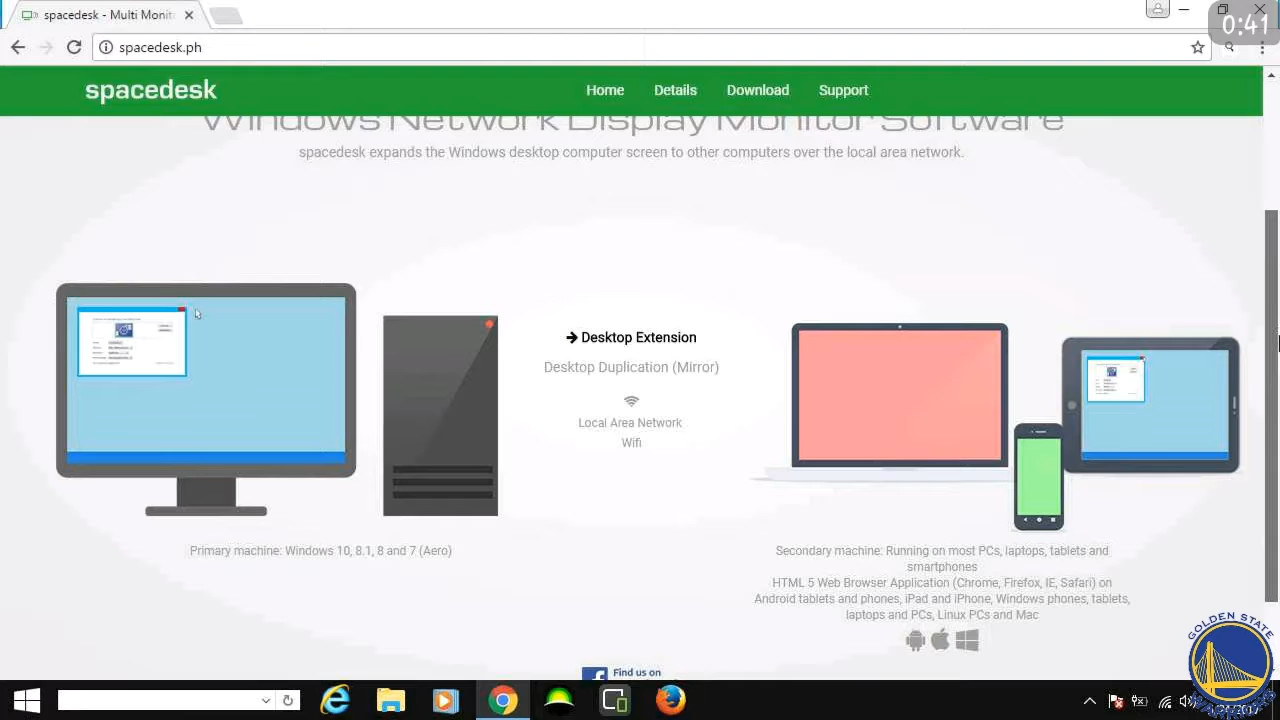 spacedesk - Multi Monit
0:41
spacedesk.ph
spacedesk
Home
Details
Download
Support
Windows Network Display Monitor Software
spacedesk expands the Windows desktop computer screen to other computers over the local area network.
Desktop Extension
Desktop Duplication (Mirror)
Local Area Network
Wifi
Primary machine: Windows 10, 8.1, 8 and 7 (Aero)
Secondary machine: Running on most PCs, laptops, tablets and
smartphones
HTML 5 Web Browser Application (Chrome, Firefox, IE, Safari) on
Android tablets and phones, iPad and iPhone, Windows phones, tablets,
laptops and PCs, Linux PCs and Mac
Find us on
GOLDEN STATE
WARRIORS